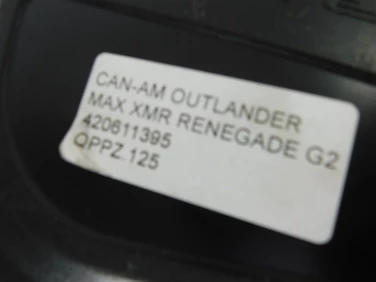 CAN-AM OUTLANDER
MAX XMR RENEGADE G2
420611395
QPPZ.125